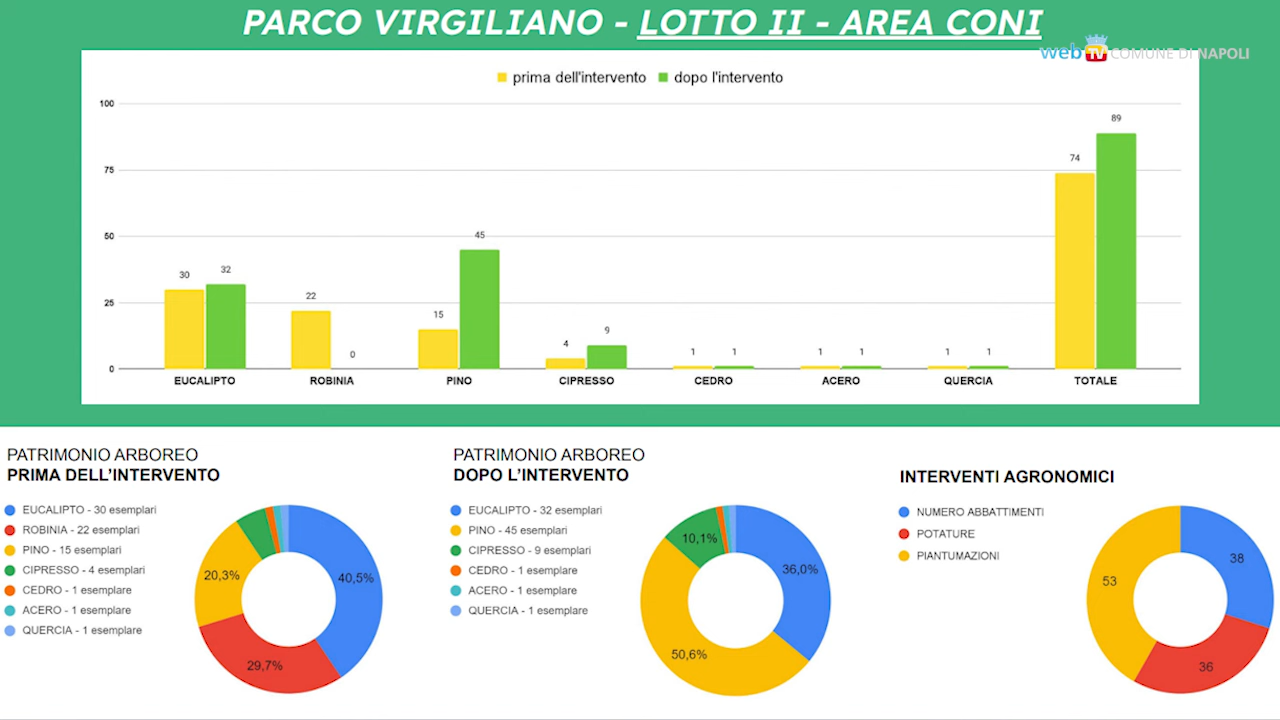 PARCO VIRGILIANO - LOTTO II - AREA CONI
web TV COMUNE DI NAPOLI
prima dell'intervento dopo l'intervento
100
75
50
25
0
30 32
22 0
15 45
4 9
1 1
1 1
1 1
74 89
EUCALIPTO ROBINIA PINO CIPRESSO CEDRO ACERO QUERCIA TOTALE
PATRIMONIO ARBOREO
PRIMA DELL'INTERVENTO
EUCALIPTO - 30 esemplari
ROBINIA - 22 esemplari
PINO - 15 esemplari
CIPRESSO - 4 esemplari
CEDRO - 1 esemplare
ACERO - 1 esemplare
QUERCIA - 1 esemplare
40,5%
20,3%
29,7%
PATRIMONIO ARBOREO
DOPO L'INTERVENTO
EUCALIPTO - 32 esemplari
PINO - 45 esemplari
CIPRESSO - 9 esemplari
CEDRO - 1 esemplare
ACERO - 1 esemplare
QUERCIA - 1 esemplare
10,1%
36,0%
50,6%
INTERVENTI AGRONOMICI
NUMERO ABBATTIMENTI
POTATURE
PIANTUMAZIONI
38
53
36